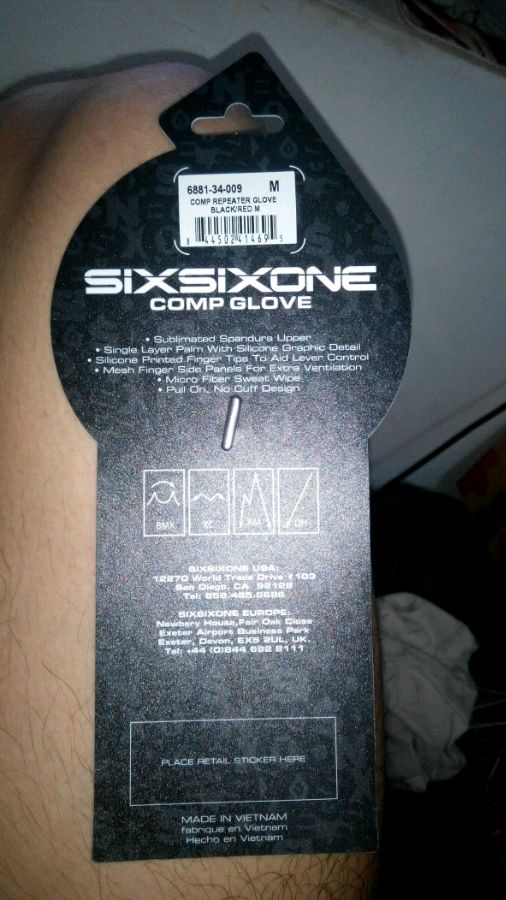 6881-34-009 M
COMP REPEATER GLOVE
BLACK/RED M
8 44502 41469 5
SIXSIXONE
COMP GLOVE
• Sublimated Spandura Upper
• Single Layer Palm With Silicone Graphic Detail
• Silicone Printed Finger Tips To Aid Lever Control
• Mesh Finger Side Panels For Extra Ventilation
• Micro Fiber Sweat Wipe
• Pull On, No Cuff Design
BMX XC AM DH
SIXSIXONE USA:
12270 World Trade Drive #103
San Diego, CA 92128
Tel: 858.485.5686
SIXSIXONE EUROPE:
Newbery House,Fair Oak Close
Exeter Airport Business Park
Exeter, Devon, EX5 2UL, UK.
Tel: +44 (0)844 692 8111
PLACE RETAIL STICKER HERE
MADE IN VIETNAM
fabrique en Vietnam
Hecho en Vietnam